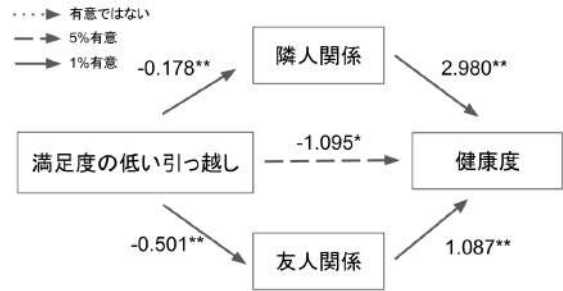 有意ではない
5%有意
1%有意
-0.178**
隣人関係
2.980**
満足度の低い引っ越し
-1.095*
健康度
-0.501**
友人関係
1.087**